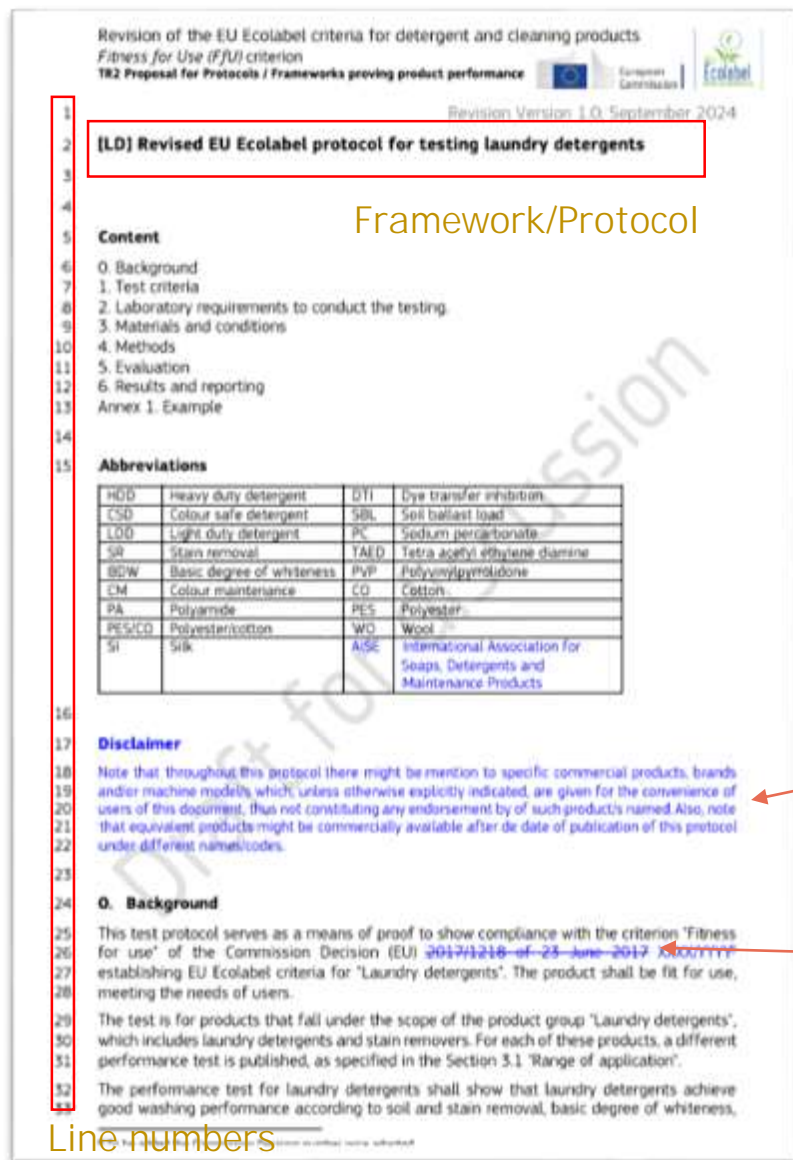 Revision of the EU Ecolabel criteria for detergent and cleaning products
Fitness for Use (FfU) criterion
TR2 Proposal for Protocols / Frameworks proving product performance
European
Commission
Ecolabel
1 Revision Version 1.0, September 2024
2 [LD] Revised EU Ecolabel protocol for testing laundry detergents
3
4
Framework/Protocol
5 Content
6 0. Background
7 1. Test criteria
8 2. Laboratory requirements to conduct the testing.
9 3. Materials and conditions
10 4. Methods
11 5. Evaluation
12 6. Results and reporting
13 Annex 1. Example
14
15 Abbreviations
HDD Heavy duty detergent DTI Dye transfer inhibition
CSD Colour safe detergent SBL Soil ballast load
LDD Light duty detergent PC Sodium percarbonate
SR Stain removal TAED Tetra acetyl ethylene diamine
BDW Basic degree of whiteness PVP Polyvinylpyrrolidone
CM Colour maintenance CO Cotton
PA Polyamide PES Polyester
PES/CO Polyester/cotton WO Wool
SI Silk AISE International Association for
Soaps, Detergents and
Maintenance Products
16
17 Disclaimer
18 Note that throughout this protocol there might be mention to specific commercial products, brands
19 and/or machine model/s which, unless otherwise explicitly indicated, are given for the convenience of
20 users of this document, thus not constituting any endorsement by of such product/s named. Also, note
21 that equivalent products might be commercially available after de date of publication of this protocol
22 under different names/codes.
23
24 0. Background
25 This test protocol serves as a means of proof to show compliance with the criterion "Fitness
26 for use" of the Commission Decision (EU) 2017/1218 of 23 June 2017 XXXX/YYYY
27 establishing EU Ecolabel criteria for "Laundry detergents". The product shall be fit for use,
28 meeting the needs of users.
29 The test is for products that fall under the scope of the product group "Laundry detergents",
30 which includes laundry detergents and stain removers. For each of these products, a different
31 performance test is published, as specified in the Section 3.1 "Range of application".
32 The performance test for laundry detergents shall show that laundry detergents achieve
33 good washing performance according to soil and stain removal, basic degree of whiteness,
Line numbers
Draft for discussion